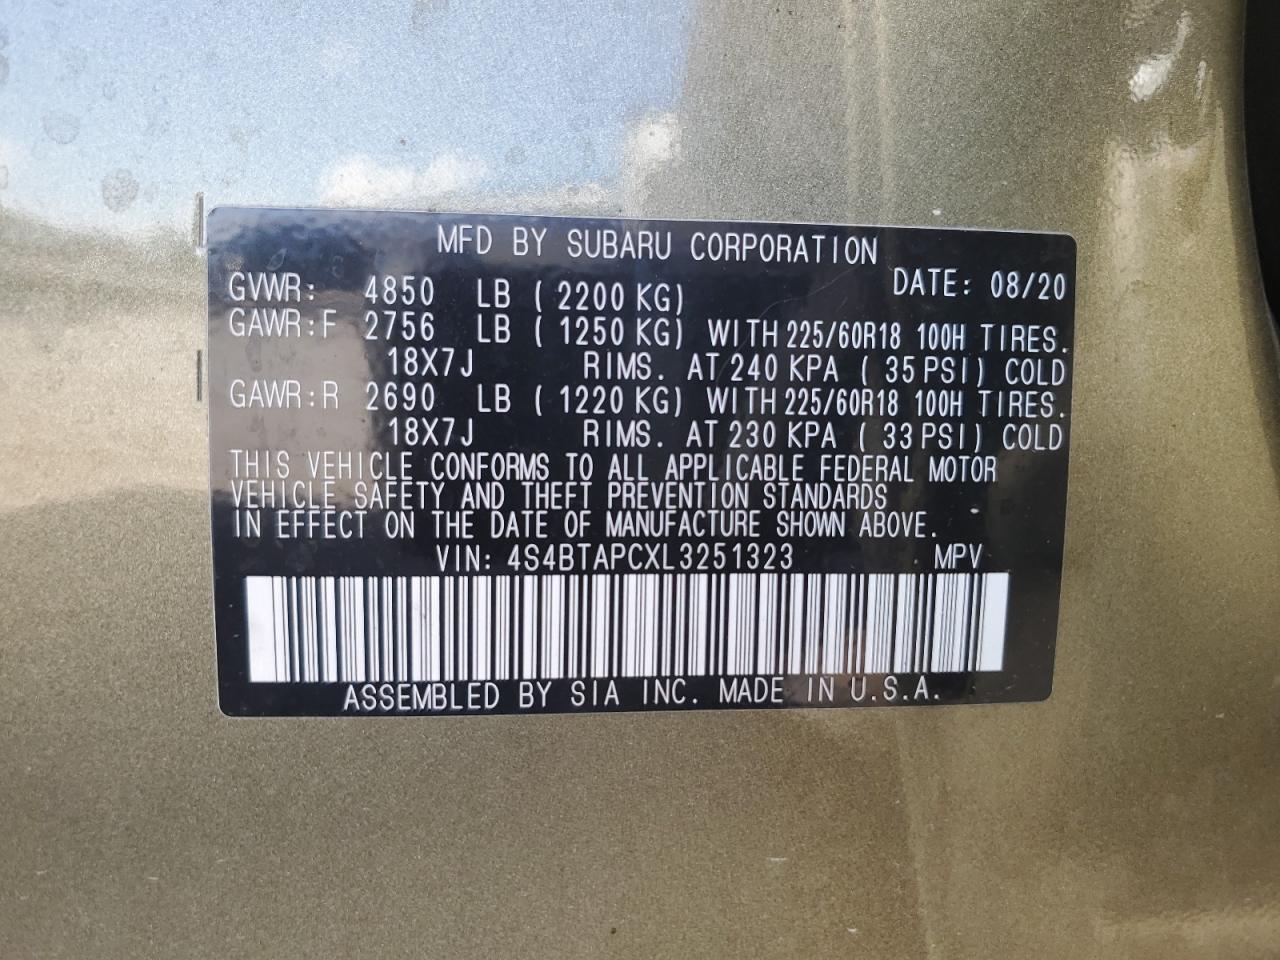 MFD BY SUBARU CORPORATION
DATE: 08/20
GVWR: 4850 LB ( 2200 KG)
GAWR:F 2756 LB ( 1250 KG) WITH 225/60R18 100H TIRES.
18X7J RIMS. AT 240 KPA ( 35 PSI) COLD
GAWR:R 2690 LB ( 1220 KG) WITH 225/60R18 100H TIRES.
18X7J RIMS. AT 230 KPA ( 33 PSI) COLD
THIS VEHICLE CONFORMS TO ALL APPLICABLE FEDERAL MOTOR
VEHICLE SAFETY AND THEFT PREVENTION STANDARDS
IN EFFECT ON THE DATE OF MANUFACTURE SHOWN ABOVE.
VIN: 4S4BTAPCXL3251323 MPV
ASSEMBLED BY SIA INC. MADE IN U.S.A.